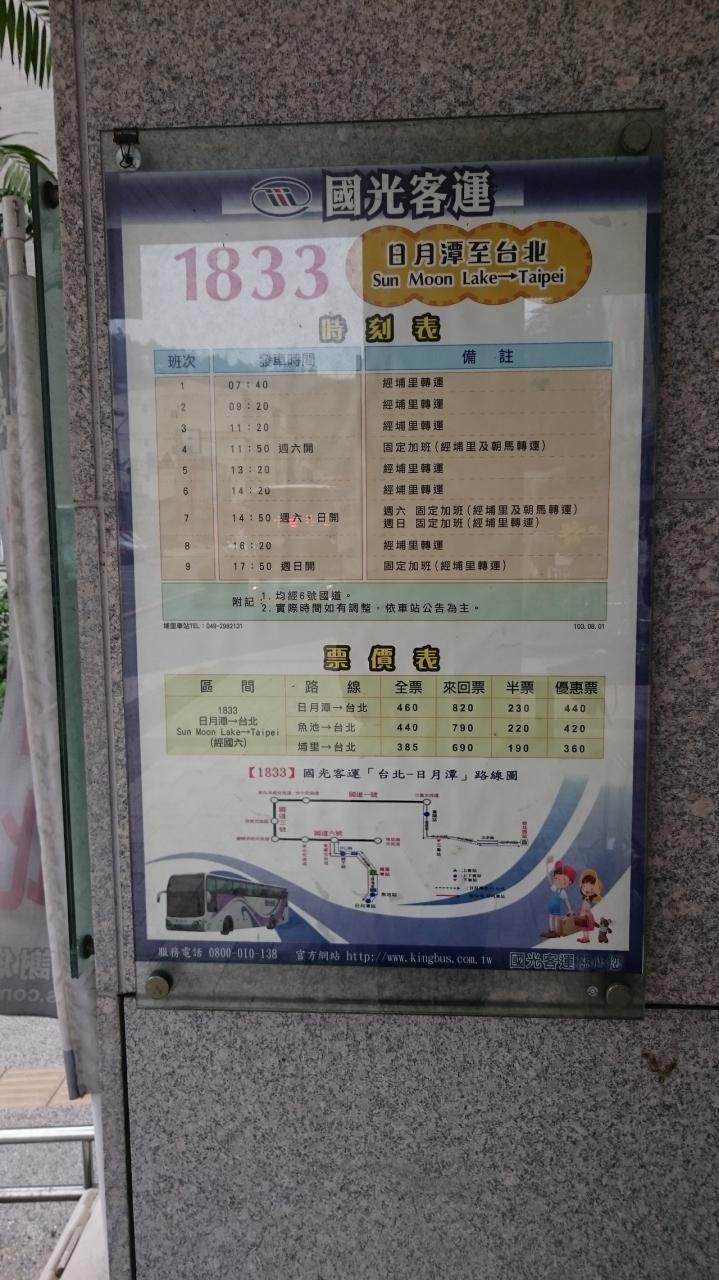 國光客運
1833
日月潭至台北
Sun Moon Lake→Taipei
時刻表
班次 發車時間 備註
1 07：40 經埔里轉運
2 09：20 經埔里轉運
3 11：20 經埔里轉運
4 11：50 週六開 固定加班(經埔里及朝馬轉運)
5 13：20 經埔里轉運
6 14：20 經埔里轉運
7 14：50 週六、日開 週六 固定加班(經埔里及朝馬轉運)
週日 固定加班(經埔里轉運)
8 16：20 經埔里轉運
9 17：50 週日開 固定加班(經埔里轉運)
附記 1. 均經6號國道。
2. 實際時間如有調整，依車站公告為主。
埔里車站TEL：049-2982131 103.08.01
票價表
區間 路線 全票 來回票 半票 優惠票
1833
日月潭→台北
Sun Moon Lake→Taipei
(經國六)
日月潭→台北 460 820 230 440
魚池→台北 440 790 220 420
埔里→台北 385 690 190 360
【1833】國光客運「台北-日月潭」路線圖
國道一號
國道三號
國道六號
服務電話 0800-010-138 官方網站 http://www.kingbus.com.tw 國光客運